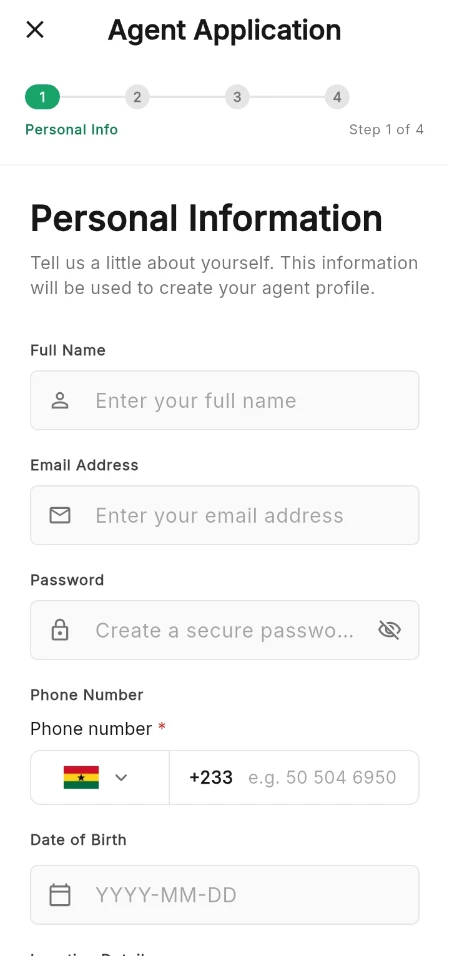 Agent Application
1 2 3 4
Personal Info Step 1 of 4
Personal Information
Tell us a little about yourself. This information
will be used to create your agent profile.
Full Name
Enter your full name
Email Address
Enter your email address
Password
Create a secure passwo...
Phone Number
Phone number *
+233 e.g. 50 504 6950
Date of Birth
YYYY-MM-DD